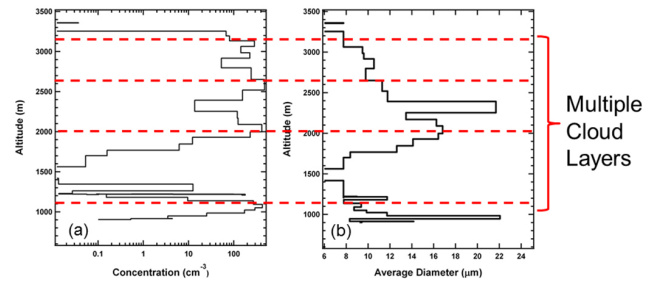 3500
3000
2500
2000
1500
1000
Altitude (m)
(a)
0.1
1
10
100
Concentration (cm⁻³)
3500
3000
2500
2000
1500
1000
Altitude (m)
(b)
6 8 10 12 14 16 18 20 22 24
Average Diameter (μm)
Multiple
Cloud
Layers